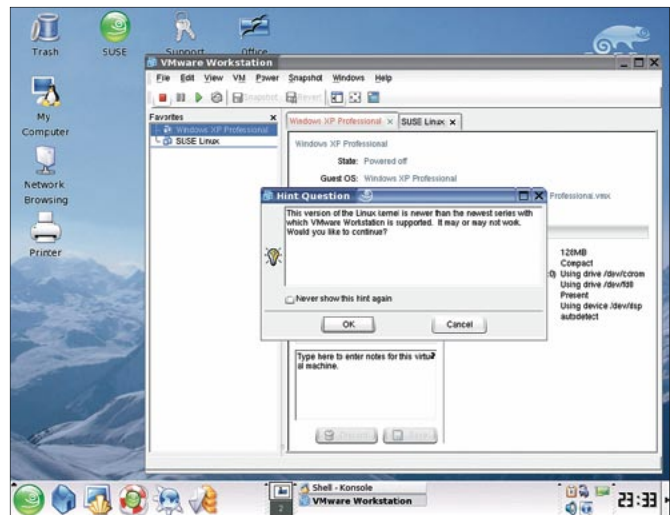 Trash
SUSE
Support
Office
My
Computer
Network
Browsing
Printer
VMware Workstation
File Edit View VM Power Snapshot Windows Help
Snapshot Revert
Favorites
Windows XP Professional
SUSE Linux
Windows XP Professional
SUSE Linux
Windows XP Professional
State: Powered off
Guest OS: Windows XP Professional
Professional.vmx
Hint Question
This version of the Linux kernel is newer than the newest series with
which VMware Workstation is supported. It may or may not work.
Would you like to continue?
Never show this hint again
OK
Cancel
128MB
Compact
Using drive /dev/cdrom
Using drive /dev/fd0
Present
Using device /dev/dsp
autodetect
Type here to enter notes for this virtu
al machine.
2
Shell - Konsole
VMware Workstation
23:33